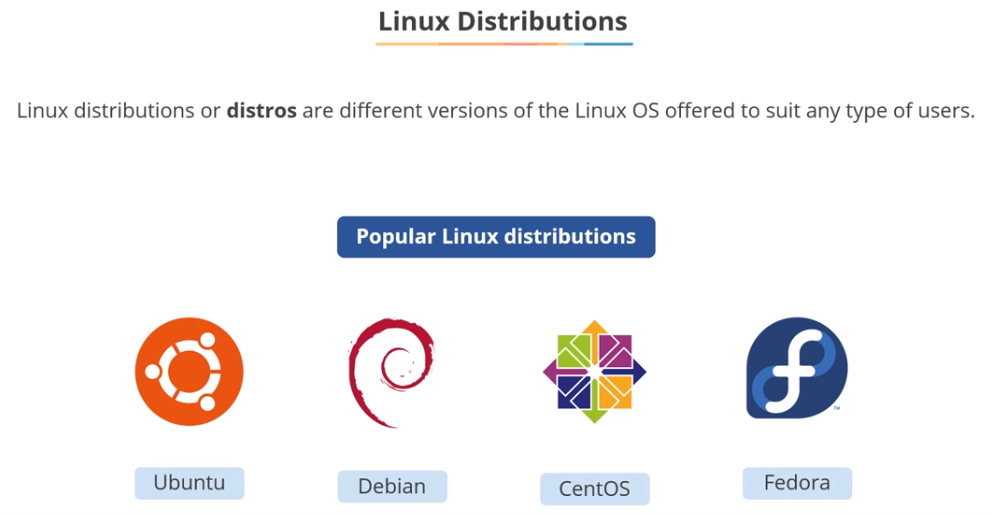 Linux Distributions
Linux distributions or distros are different versions of the Linux OS offered to suit any type of users.
Popular Linux distributions
Ubuntu
Debian
CentOS
Fedora
TM